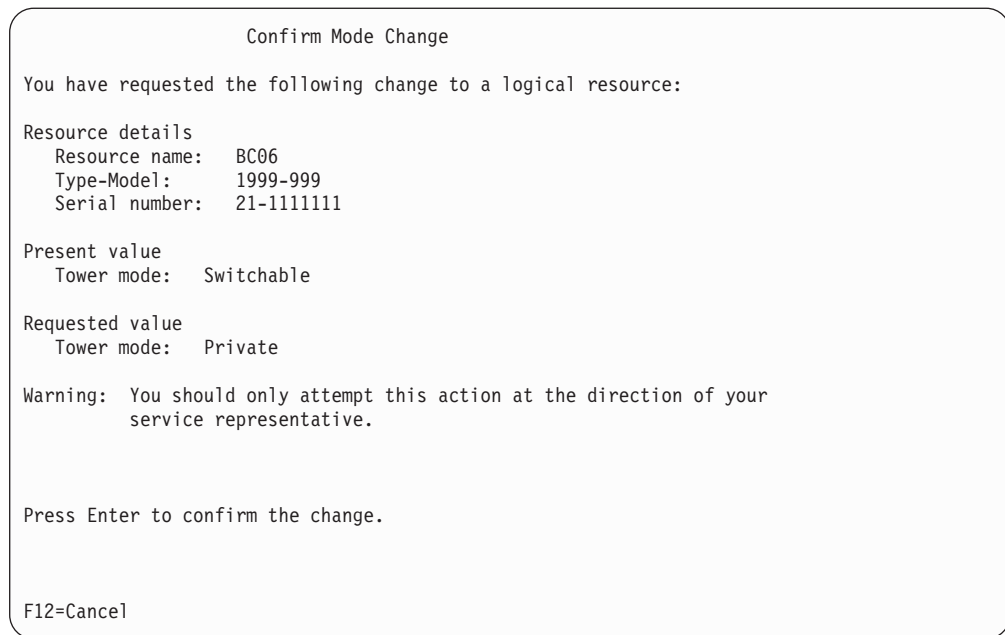 Confirm Mode Change
You have requested the following change to a logical resource:
Resource details
Resource name: BC06
Type-Model: 1999-999
Serial number: 21-1111111
Present value
Tower mode: Switchable
Requested value
Tower mode: Private
Warning: You should only attempt this action at the direction of your
service representative.
Press Enter to confirm the change.
F12=Cancel